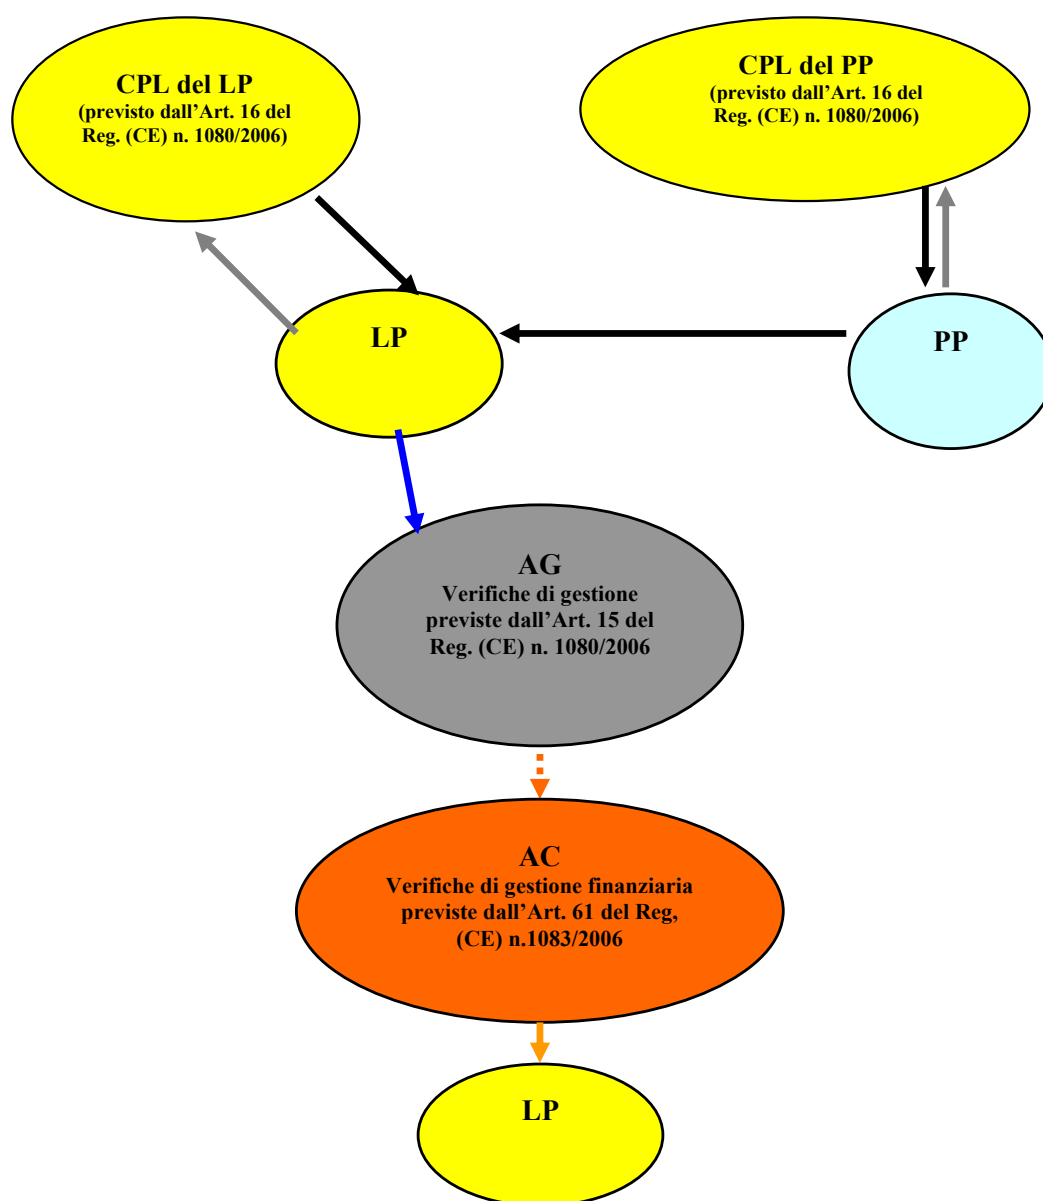 CPL del LP
(previsto dall’Art. 16 del
Reg. (CE) n. 1080/2006)
CPL del PP
(previsto dall’Art. 16 del
Reg. (CE) n. 1080/2006)
LP
PP
AG
Verifiche di gestione
previste dall’Art. 15 del
Reg. (CE) n. 1080/2006
AC
Verifiche di gestione finanziaria
previste dall’Art. 61 del Reg,
(CE) n.1083/2006
LP